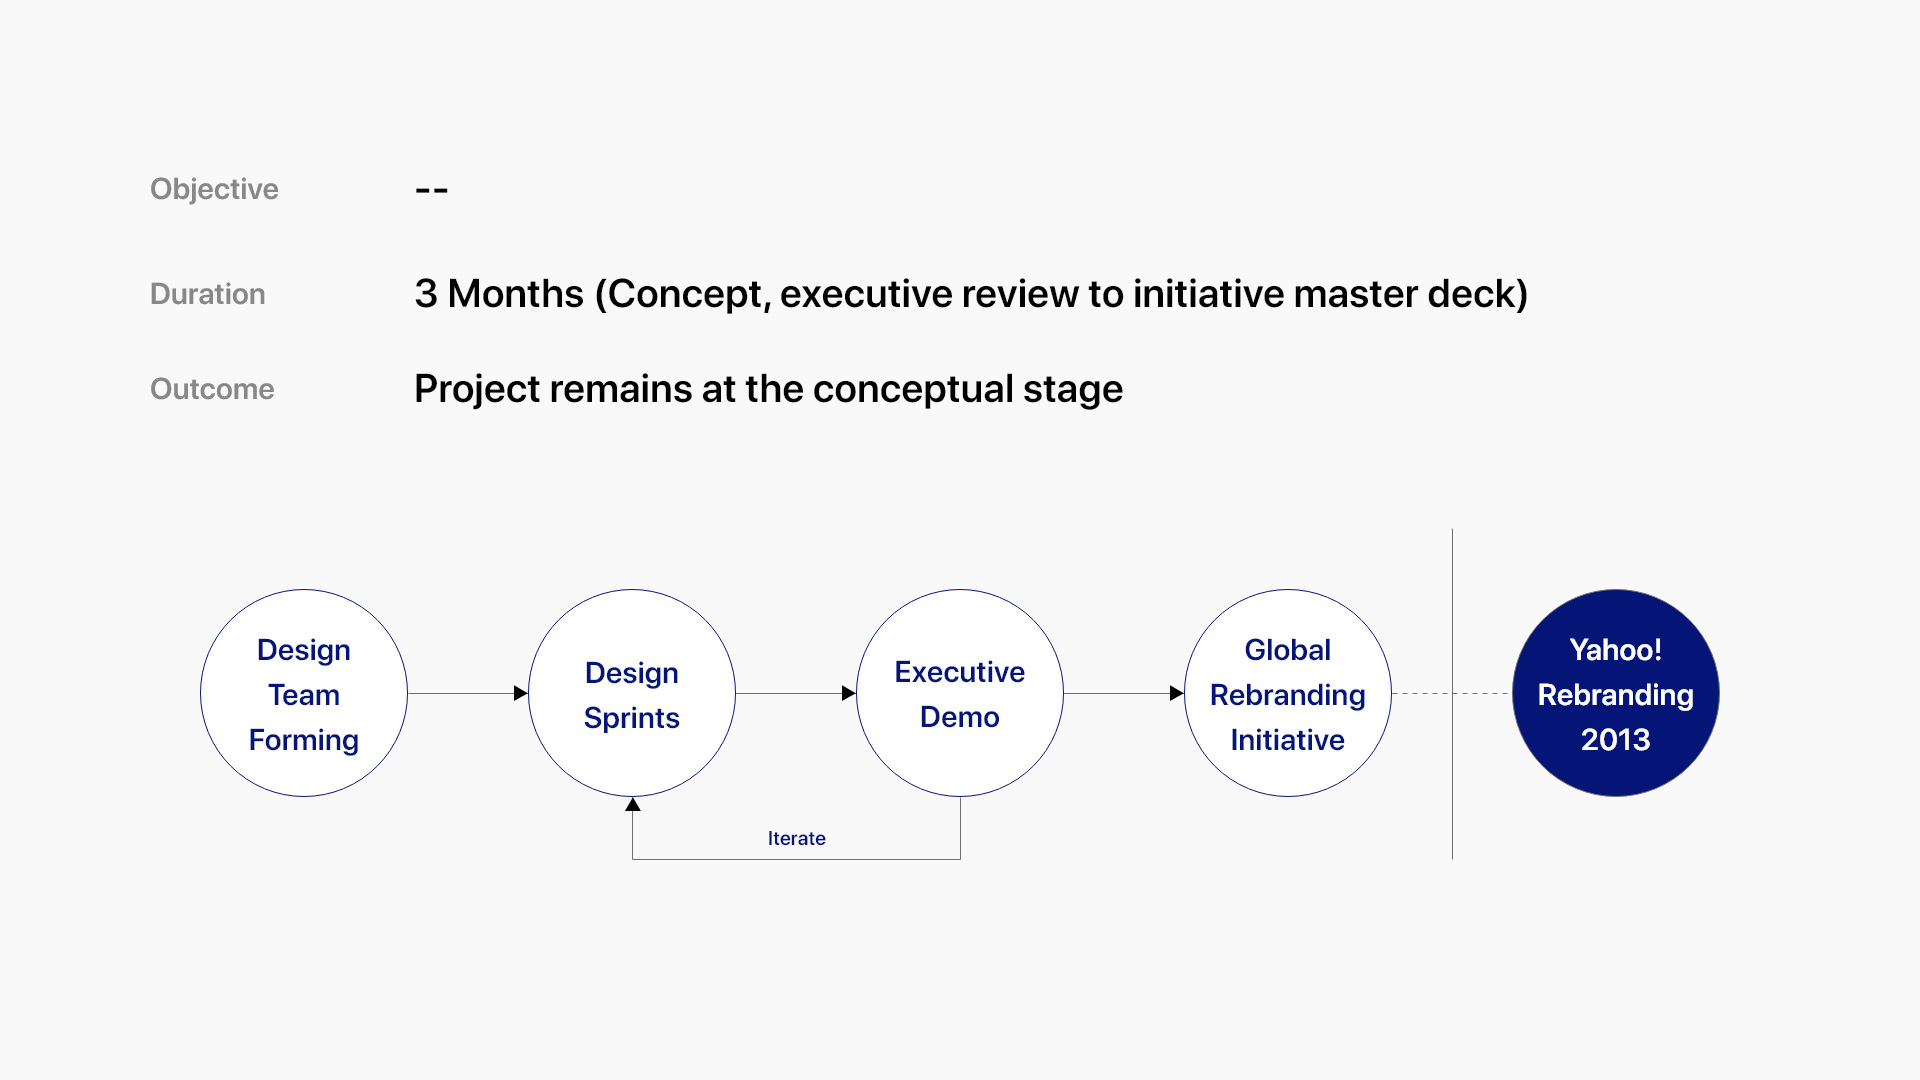 Objective
--
Duration
3 Months (Concept, executive review to initiative master deck)
Outcome
Project remains at the conceptual stage
Design
Team
Forming
Design
Sprints
Executive
Demo
Global
Rebranding
Initiative
Yahoo!
Rebranding
2013
Iterate